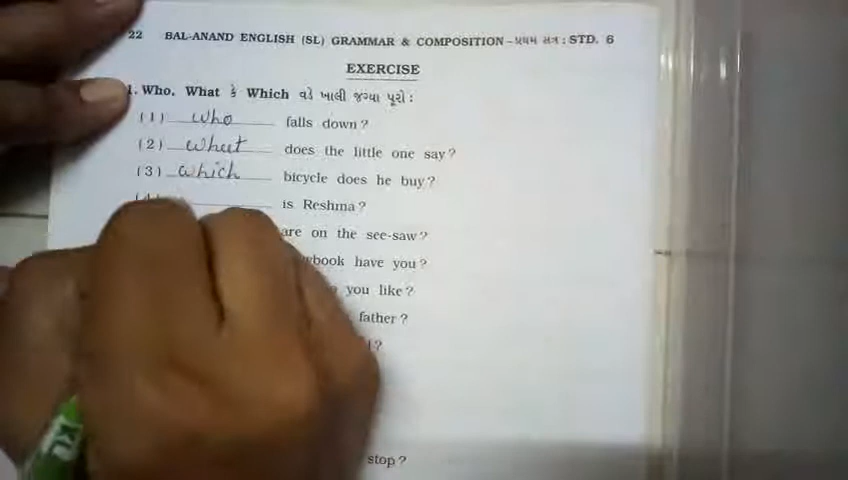 22 BAL-ANAND ENGLISH (SL) GRAMMAR & COMPOSITION – પ્રથમ સત્ર : STD. 6
EXERCISE
1. Who, What કે Which વડે ખાલી જગ્યા પૂરો :
(1) who falls down?
(2) what does the little one say?
(3) which bicycle does he buy?
(4) is Reshma?
are on the see-saw?
book have you?
you like?
father?
?
stop?